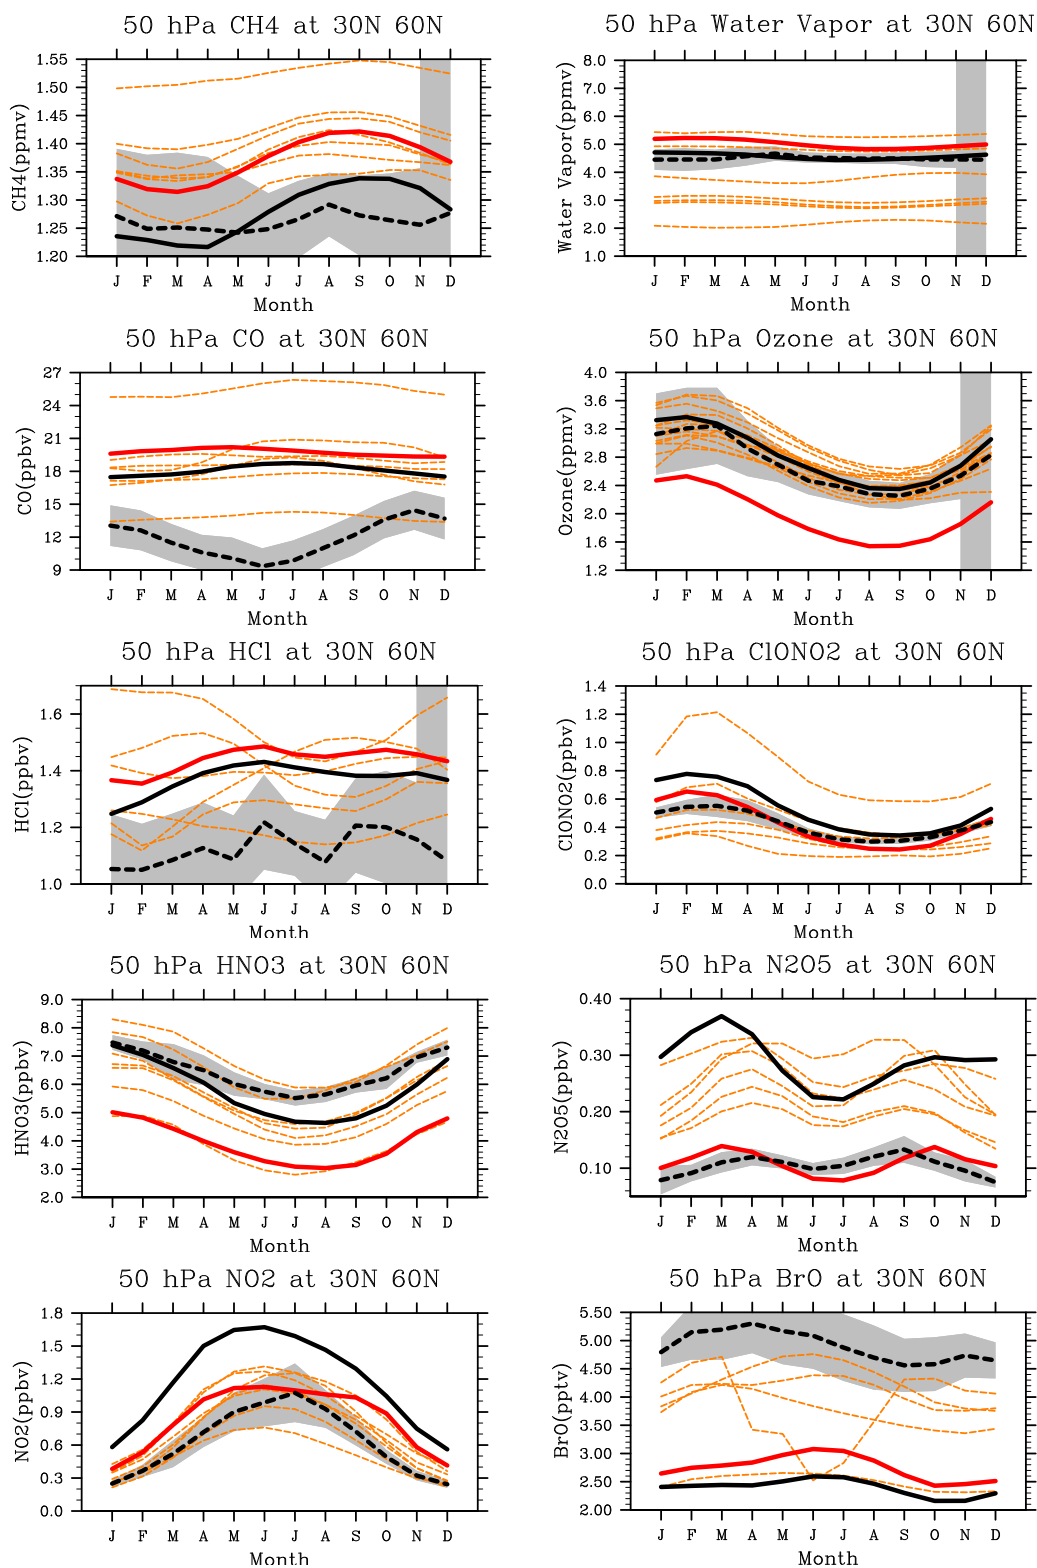 50 hPa CH4 at 30N 60N
CH4(ppmv)
1.55
1.50
1.45
1.40
1.35
1.30
1.25
1.20
J F M A M J J A S O N D
Month
50 hPa Water Vapor at 30N 60N
Water Vapor(ppmv)
8.0
7.0
6.0
5.0
4.0
3.0
2.0
1.0
J F M A M J J A S O N D
Month
50 hPa CO at 30N 60N
CO(ppbv)
27
24
21
18
15
12
9
J F M A M J J A S O N D
Month
50 hPa Ozone at 30N 60N
Ozone(ppmv)
4.0
3.6
3.2
2.8
2.4
2.0
1.6
1.2
J F M A M J J A S O N D
Month
50 hPa HCl at 30N 60N
HCl(ppbv)
1.6
1.4
1.2
1.0
J F M A M J J A S O N D
Month
50 hPa ClONO2 at 30N 60N
ClONO2(ppbv)
1.4
1.2
1.0
0.8
0.6
0.4
0.2
0.0
J F M A M J J A S O N D
Month
50 hPa HNO3 at 30N 60N
HNO3(ppbv)
9.0
8.0
7.0
6.0
5.0
4.0
3.0
2.0
J F M A M J J A S O N D
Month
50 hPa N2O5 at 30N 60N
N2O5(ppbv)
0.40
0.30
0.20
0.10
J F M A M J J A S O N D
Month
50 hPa NO2 at 30N 60N
NO2(ppbv)
1.8
1.5
1.2
0.9
0.6
0.3
0.0
J F M A M J J A S O N D
Month
50 hPa BrO at 30N 60N
BrO(pptv)
5.50
5.00
4.50
4.00
3.50
3.00
2.50
2.00
J F M A M J J A S O N D
Month